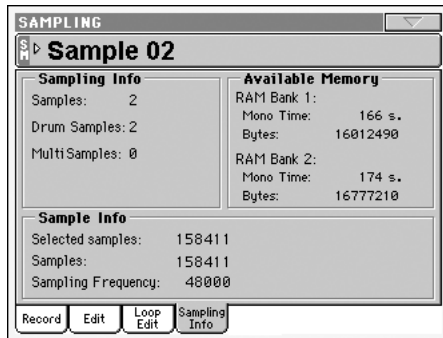 SAMPLING
SM Sample 02
Sampling Info
Samples: 2
Drum Samples: 2
MultiSamples: 0
Available Memory
RAM Bank 1:
Mono Time: 166 s.
Bytes: 16012490
RAM Bank 2:
Mono Time: 174 s.
Bytes: 16777210
Sample Info
Selected samples: 158411
Samples: 158411
Sampling Frequency: 48000
Record
Edit
Loop
Edit
Sampling
Info